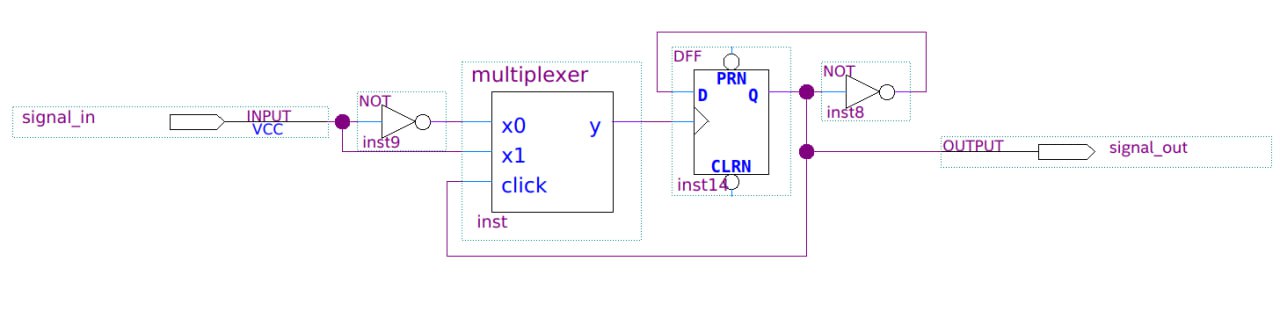 signal_in
INPUT
VCC
NOT
inst9
multiplexer
x0
x1
click
y
inst
DFF
PRN
D
Q
CLRN
inst14
NOT
inst8
OUTPUT
signal_out